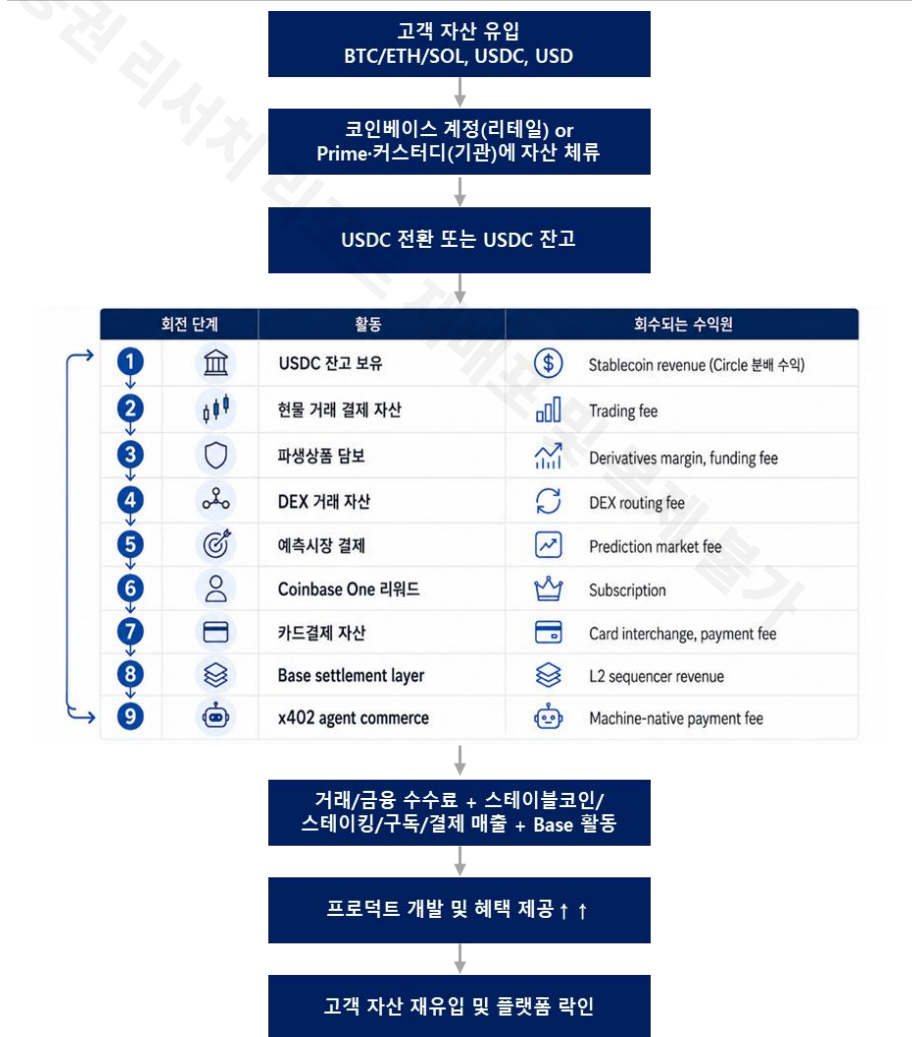 고객 자산 유입
BTC/ETH/SOL, USDC, USD
코인베이스 계정(리테일) or
Prime·커스터디(기관)에 자산 체류
USDC 전환 또는 USDC 잔고
회전 단계 활동 회수되는 수익원
1 USDC 잔고 보유 Stablecoin revenue (Circle 분배 수익)
2 현물 거래 결제 자산 Trading fee
3 파생상품 담보 Derivatives margin, funding fee
4 DEX 거래 자산 DEX routing fee
5 예측시장 결제 Prediction market fee
6 Coinbase One 리워드 Subscription
7 카드결제 자산 Card interchange, payment fee
8 Base settlement layer L2 sequencer revenue
9 x402 agent commerce Machine-native payment fee
거래/금융 수수료 + 스테이블코인/
스테이킹/구독/결제 매출 + Base 활동
프로덕트 개발 및 혜택 제공↑ ↑
고객 자산 재유입 및 플랫폼 락인